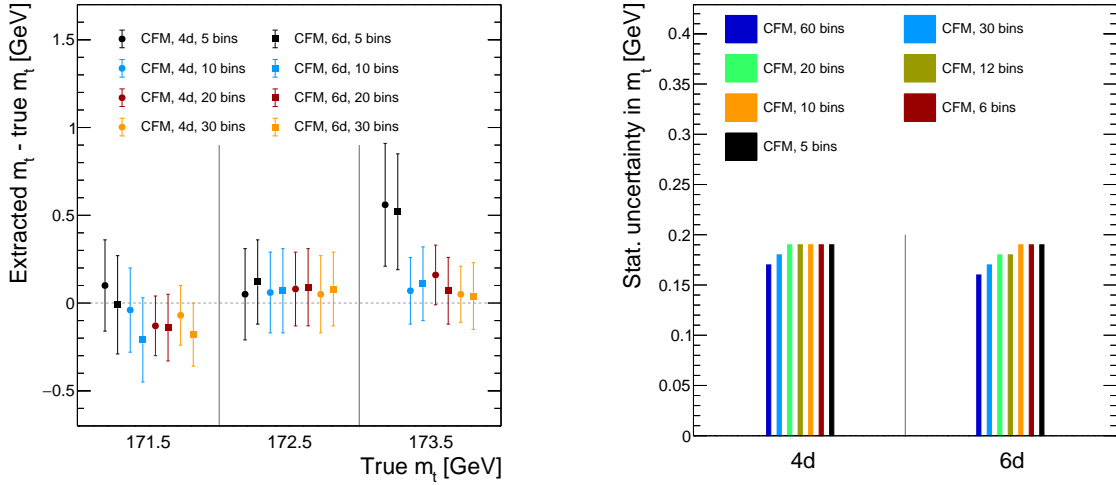 Extracted m_t - true m_t [GeV]
1.5
1
0.5
0
−0.5
CFM, 4d, 5 bins
CFM, 6d, 5 bins
CFM, 4d, 10 bins
CFM, 6d, 10 bins
CFM, 4d, 20 bins
CFM, 6d, 20 bins
CFM, 4d, 30 bins
CFM, 6d, 30 bins
171.5
172.5
173.5
True m_t [GeV]
Stat. uncertainty in m_t [GeV]
0.4
0.35
0.3
0.25
0.2
0.15
0.1
0.05
0
CFM, 60 bins
CFM, 30 bins
CFM, 20 bins
CFM, 12 bins
CFM, 10 bins
CFM, 6 bins
CFM, 5 bins
4d
6d